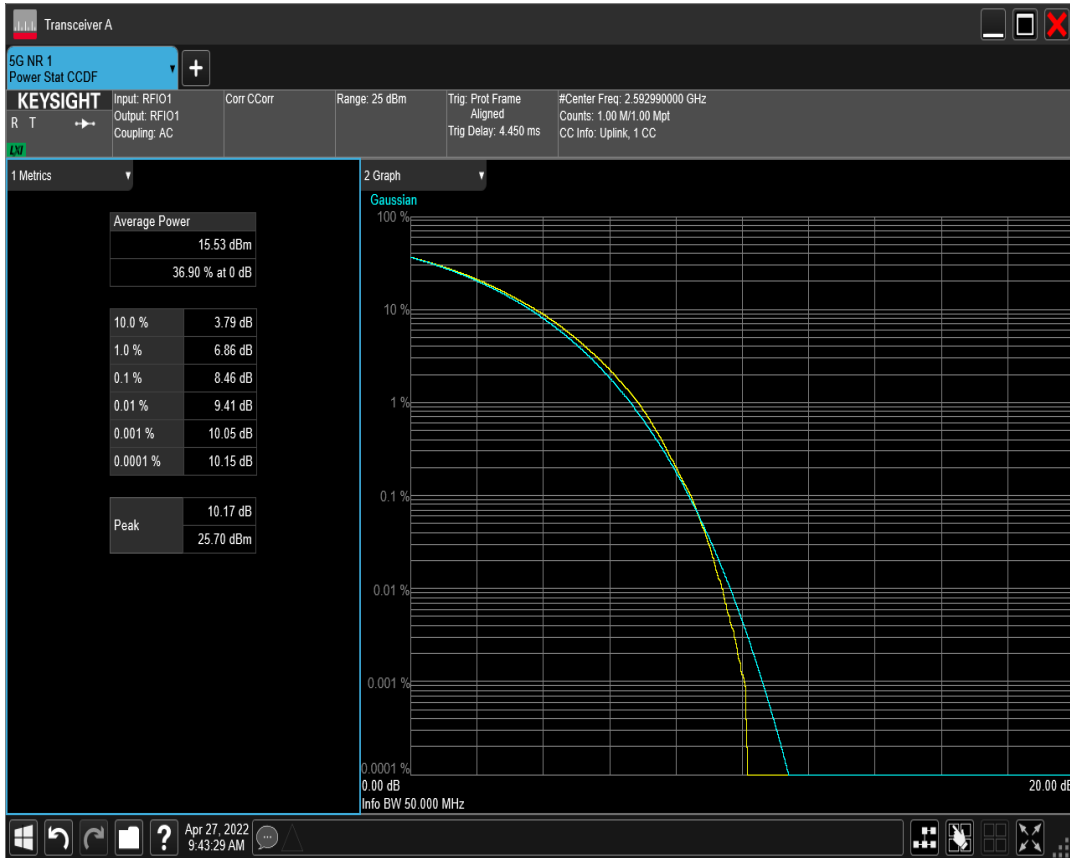 Transceiver A
5G NR 1
Power Stat CCDF
+
KEYSIGHT
R T
LXI
Input: RFIO1
Output: RFIO1
Coupling: AC
Corr CCorr
Range: 25 dBm
Trig: Prot Frame
Aligned
Trig Delay: 4.450 ms
#Center Freq: 2.592990000 GHz
Counts: 1.00 M/1.00 Mpt
CC Info: Uplink, 1 CC
1 Metrics
Average Power
15.53 dBm
36.90 % at 0 dB
10.0 % 3.79 dB
1.0 % 6.86 dB
0.1 % 8.46 dB
0.01 % 9.41 dB
0.001 % 10.05 dB
0.0001 % 10.15 dB
Peak
10.17 dB
25.70 dBm
2 Graph
Gaussian
100 %
10 %
1 %
0.1 %
0.01 %
0.001 %
0.0001 %
0.00 dB 20.00 dB
Info BW 50.000 MHz
? Apr 27, 2022
9:43:29 AM